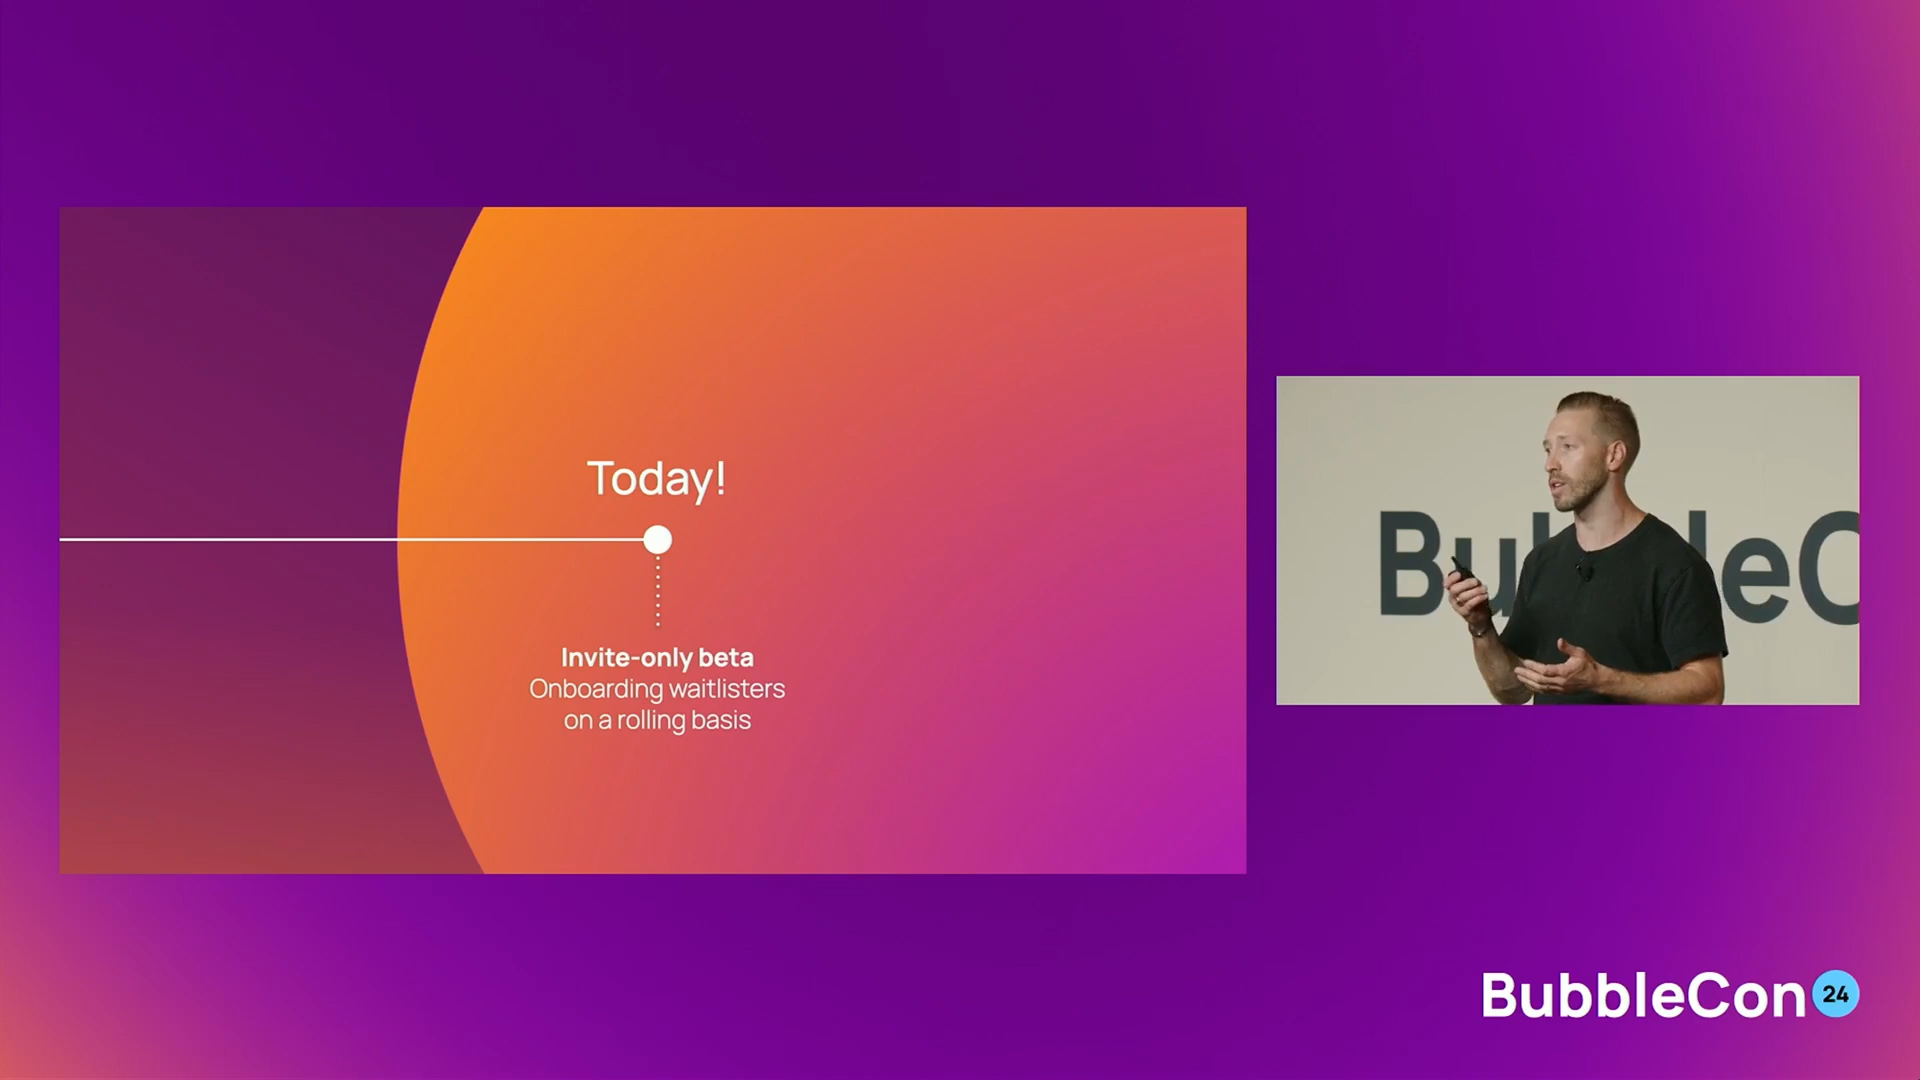 Today!
Invite-only beta
Onboarding waitlisters
on a rolling basis
BubbleCon 24